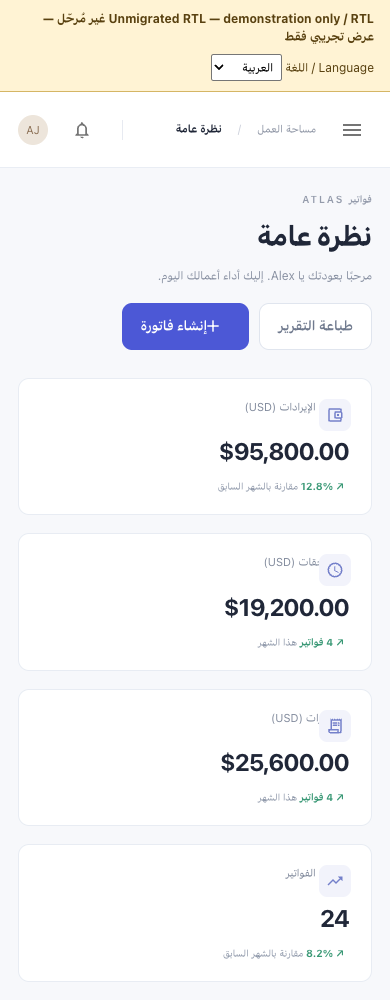 Unmigrated RTL — demonstration only / RTL غير مُرحّل —
عرض تجريبي فقط
Language / اللغة العربية
مساحة العمل / نظرة عامة
AJ
فواتير ATLAS
نظرة عامة
مرحبًا بعودتك يا Alex. إليك أداء أعمالك اليوم.
طباعة التقرير
إنشاء فاتورة
الإيرادات (USD)
$95,800.00
↗ 12.8% مقارنة بالشهر السابق
(USD)
$19,200.00
↗ 4 فواتير هذا الشهر
(USD)
$25,600.00
↗ 4 فواتير هذا الشهر
الفواتير
24
↗ 8.2% مقارنة بالشهر السابق